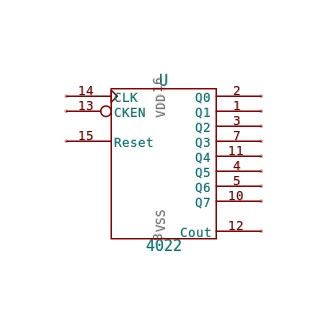 U
16
VDD
14 CLK Q0 2
13 CKEN Q1 1
Q2 3
15 Reset Q3 7
Q4 11
Q5 4
Q6 5
Q7 10
Cout 12
VSS
8
4022